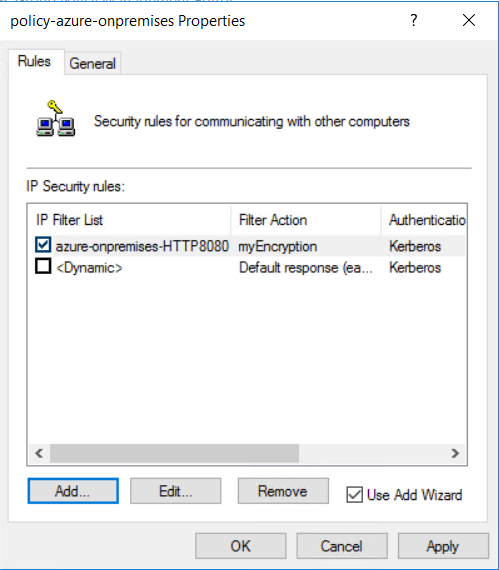 policy-azure-onpremises Properties
?
Rules
General
Security rules for communicating with other computers
IP Security rules:
IP Filter List Filter Action Authenticatio
azure-onpremises-HTTP8080 myEncryption Kerberos
<Dynamic> Default response (ea... Kerberos
Add... Edit... Remove Use Add Wizard
OK Cancel Apply